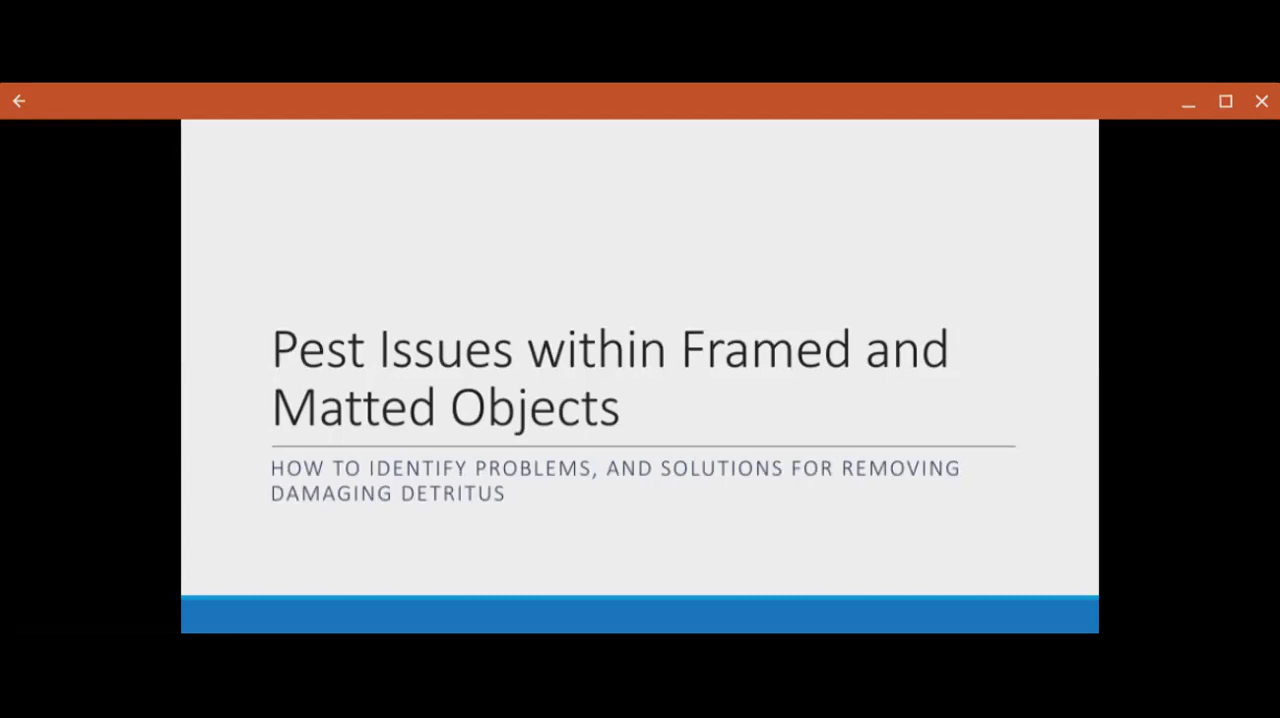 Pest Issues within Framed and
Matted Objects
HOW TO IDENTIFY PROBLEMS, AND SOLUTIONS FOR REMOVING
DAMAGING DETRITUS